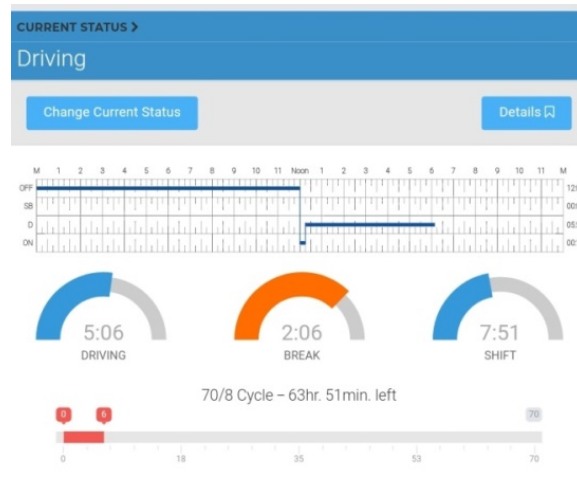 CURRENT STATUS >
Driving
Change Current Status
Details
M 1 2 3 4 5 6 7 8 9 10 11 Noon 1 2 3 4 5 6 7 8 9 10 11 M
OFF
SB
D
ON
5:06
DRIVING
2:06
BREAK
7:51
SHIFT
70/8 Cycle – 63hr. 51min. left
0 6 70
0 18 35 53 70